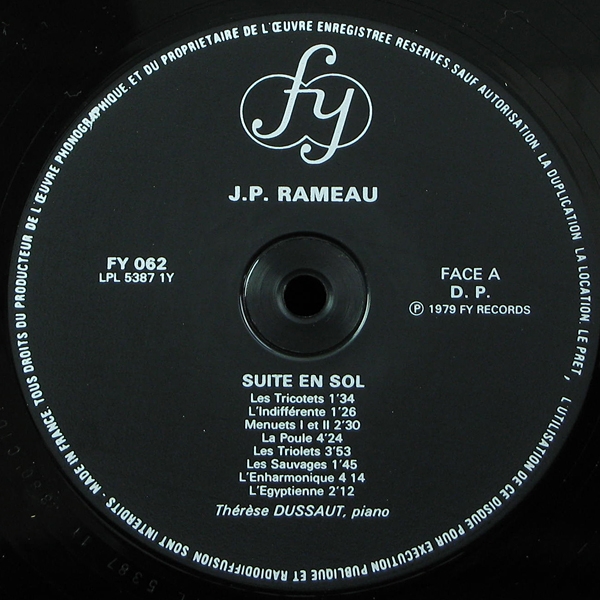 TOUS DROITS DU PRODUCTEUR DE L'ŒUVRE PHONOGRAPHIQUE ET DU PROPRIETAIRE DE L'ŒUVRE ENREGISTREE RESERVES. SAUF AUTORISATION. LA DUPLICATION LA LOCATION. LE PRET, L'UTILISATION DE CE DISQUE POUR EXECUTION PUBLIQUE ET RADIODIFFUSION SONT INTERDITS - MADE IN FRANCE
fy
J.P. RAMEAU
FY 062
LPL 5387 1Y
FACE A
D. P.
Ⓟ 1979 FY RECORDS
SUITE EN SOL
Les Tricotets 1'34
L'Indifférente 1'26
Menuets I et II 2'30
La Poule 4'24
Les Triolets 3'53
Les Sauvages 1'45
L'Enharmonique 4 14
L'Egyptienne 2'12
Thérèse DUSSAUT, piano